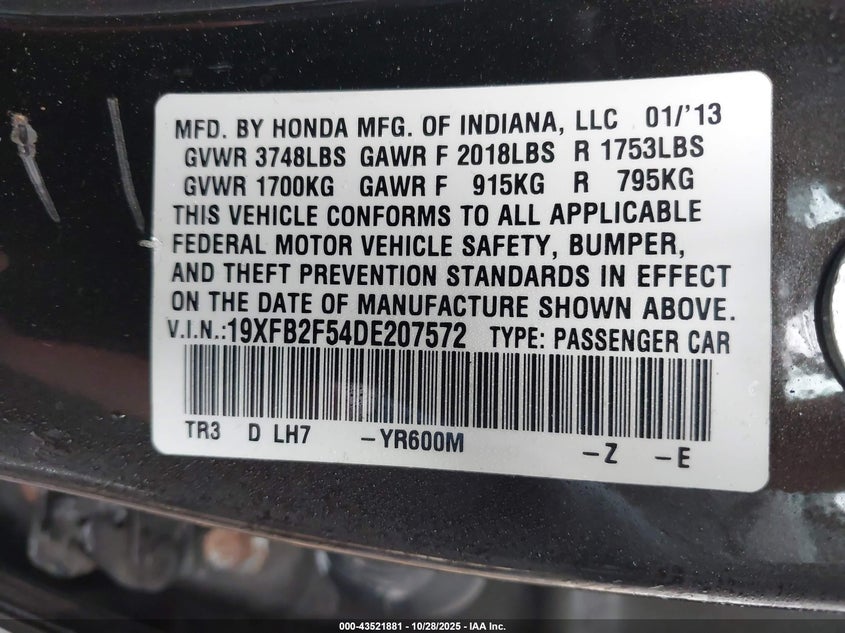 MFD. BY HONDA MFG. OF INDIANA, LLC 01/'13
GVWR 3748LBS GAWR F 2018LBS R 1753LBS
GVWR 1700KG GAWR F 915KG R 795KG
THIS VEHICLE CONFORMS TO ALL APPLICABLE
FEDERAL MOTOR VEHICLE SAFETY, BUMPER,
AND THEFT PREVENTION STANDARDS IN EFFECT
ON THE DATE OF MANUFACTURE SHOWN ABOVE.
V.I.N.:19XFB2F54DE207572 TYPE: PASSENGER CAR
TR3 D LH7 -YR600M -Z -E
000-43521881 | 10/28/2025 - IAA Inc.